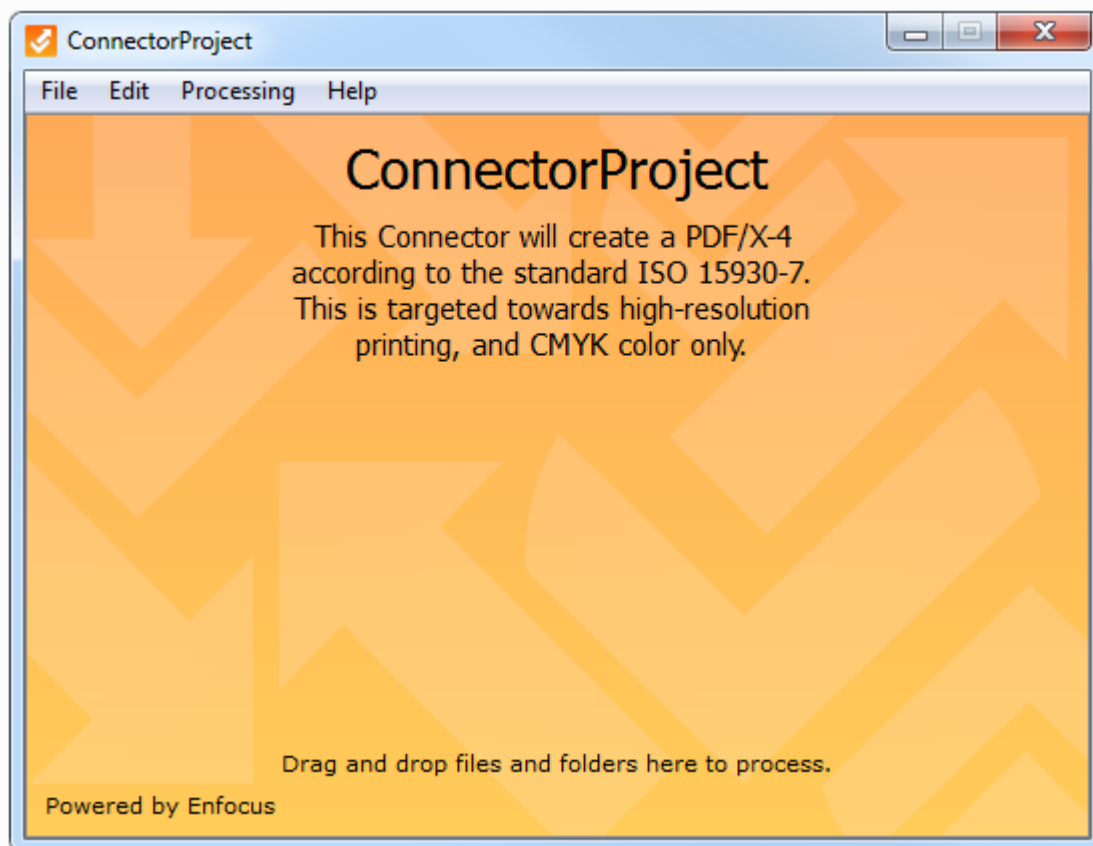 ConnectorProject
File Edit Processing Help
ConnectorProject
This Connector will create a PDF/X-4
according to the standard ISO 15930-7.
This is targeted towards high-resolution
printing, and CMYK color only.
Drag and drop files and folders here to process.
Powered by Enfocus